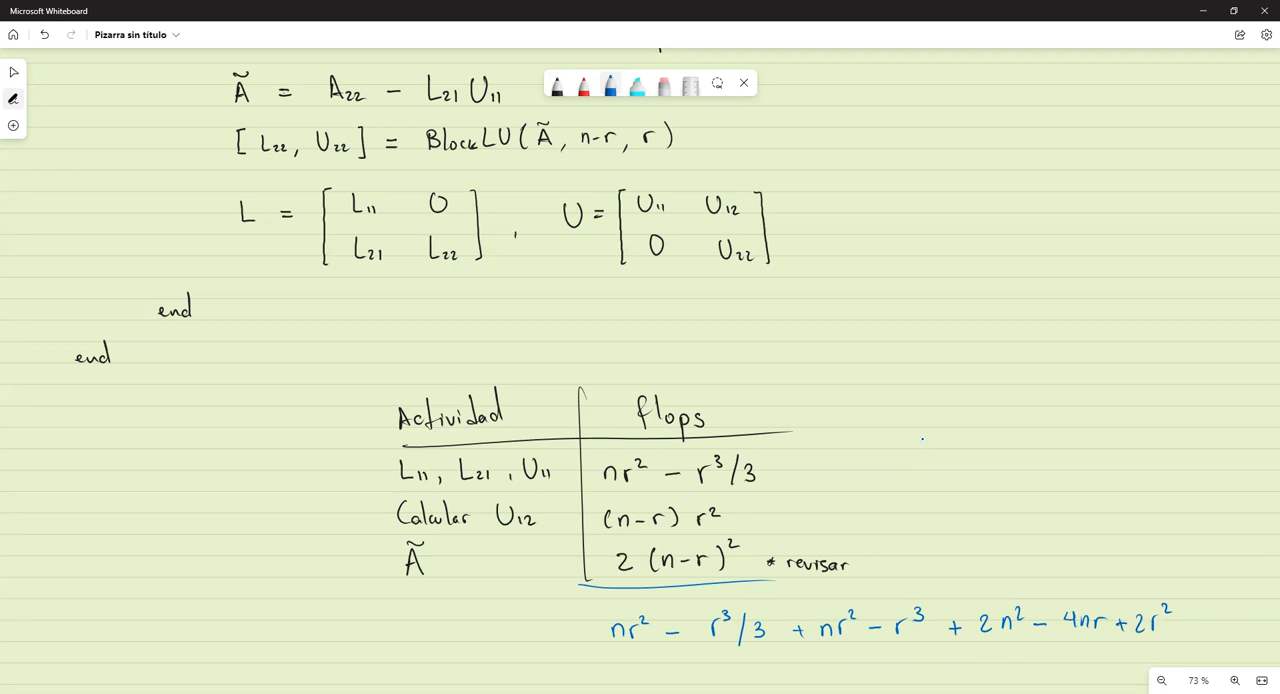 Microsoft Whiteboard
Pizarra sin título
Ã = A₂₂ − L₂₁ U₁₁
[ L₂₂, U₂₂ ] = BlockLU( Ã, n-r, r )
L = [ L₁₁ 0 ; L₂₁ L₂₂ ] , U = [ U₁₁ U₁₂ ; 0 U₂₂ ]
end
end
Actividad flops
L₁₁, L₂₁, U₁₁ nr² − r³/3
Calcular U₁₂ (n-r) r²
Ã 2 (n-r)² * revisar
nr² − r³/3 + nr² − r³ + 2n² − 4nr + 2r²
73 %